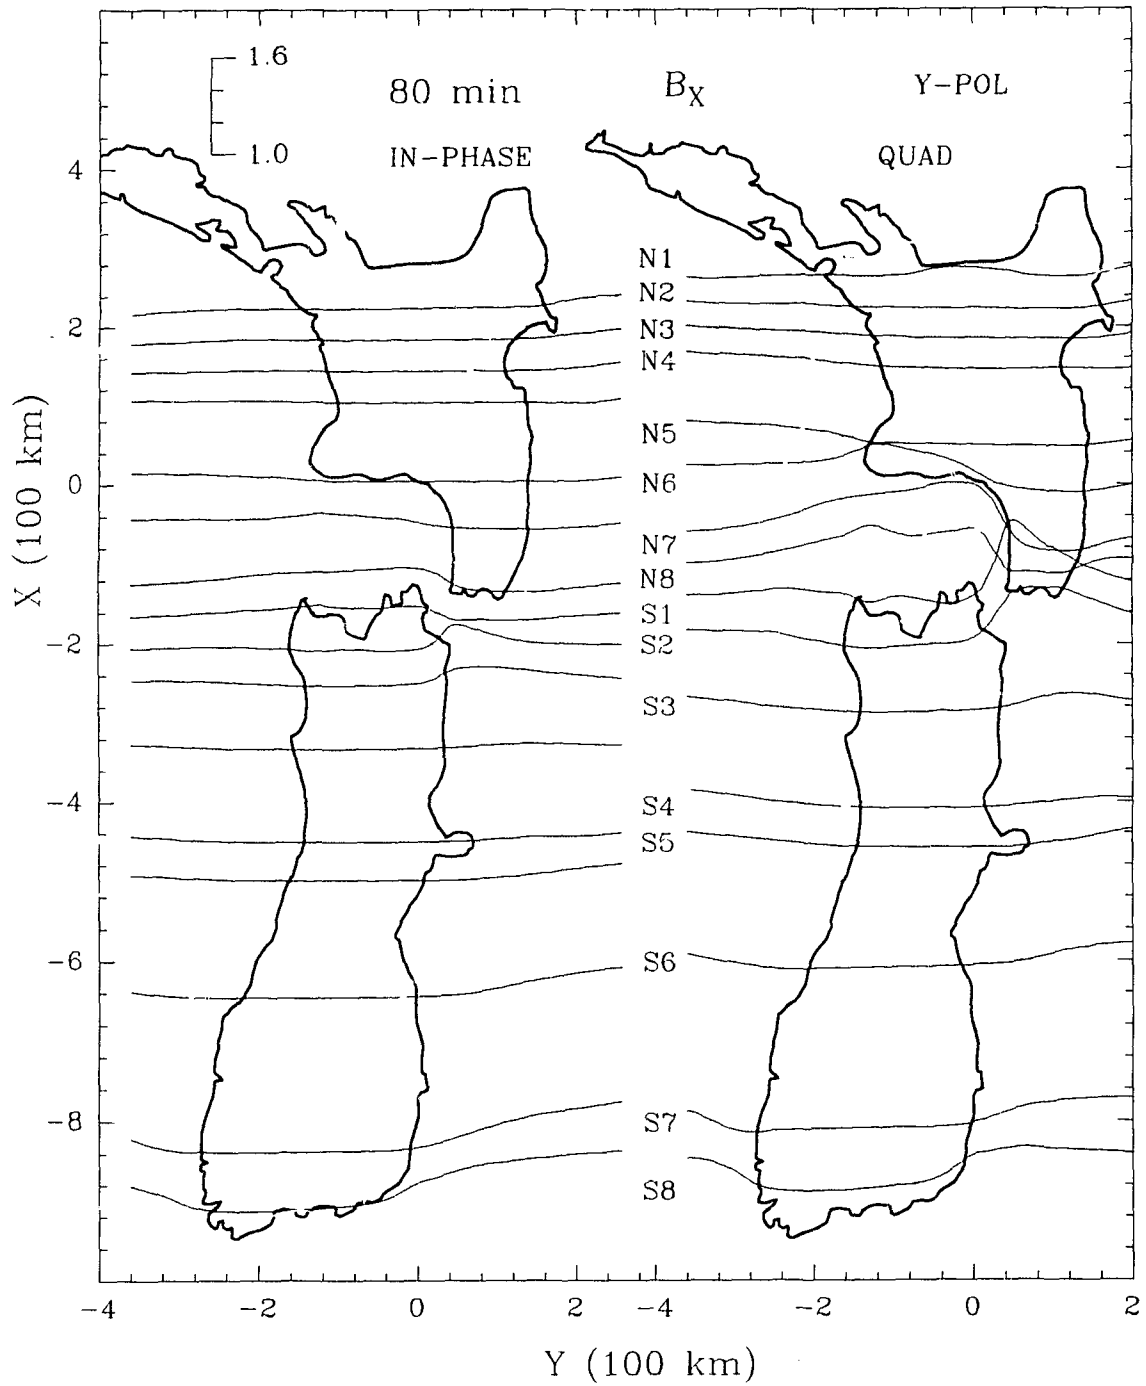 1.6
80 min
B_X
Y-POL
1.0
IN-PHASE
QUAD
4
2
0
−2
−4
−6
−8
X (100 km)
N1
N2
N3
N4
N5
N6
N7
N8
S1
S2
S3
S4
S5
S6
S7
S8
−4 −2 0 2 −4 −2 0 2
Y (100 km)